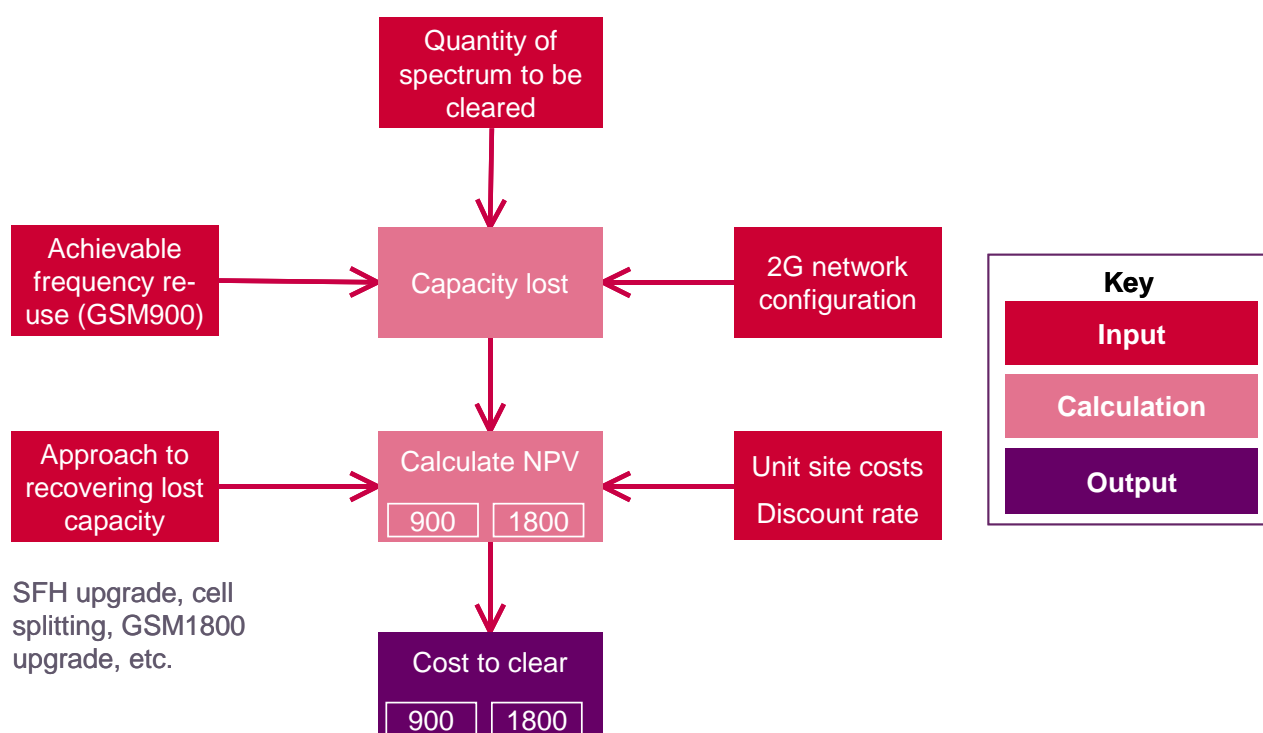 Quantity of
spectrum to be
cleared
Achievable
frequency re-
use (GSM900)
Capacity lost
2G network
configuration
Approach to
recovering lost
capacity
Calculate NPV
900
1800
Unit site costs
Discount rate
SFH upgrade, cell
splitting, GSM1800
upgrade, etc.
Cost to clear
900
1800
Key
Input
Calculation
Output